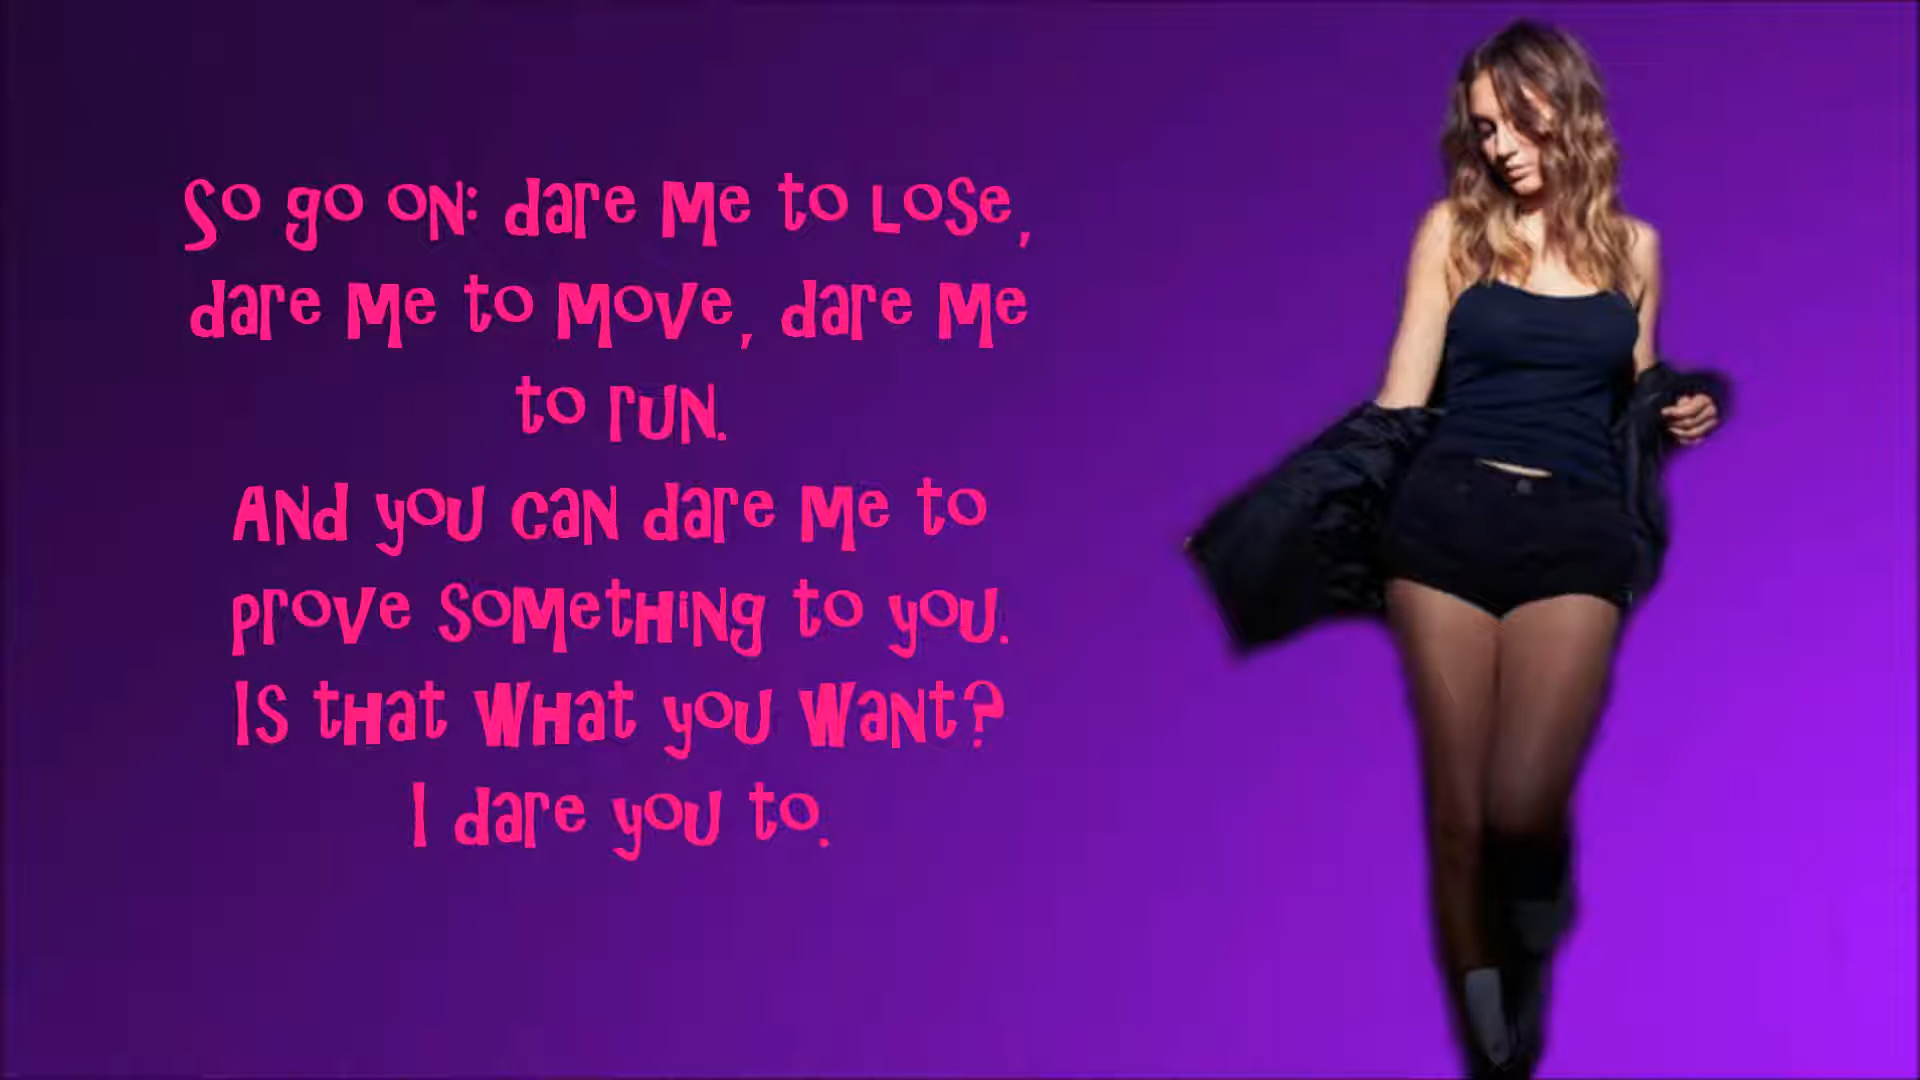 So go on: dare me to lose,
dare me to move, dare me
to run.
And you can dare me to
prove something to you.
Is that what you want?
I dare you to.